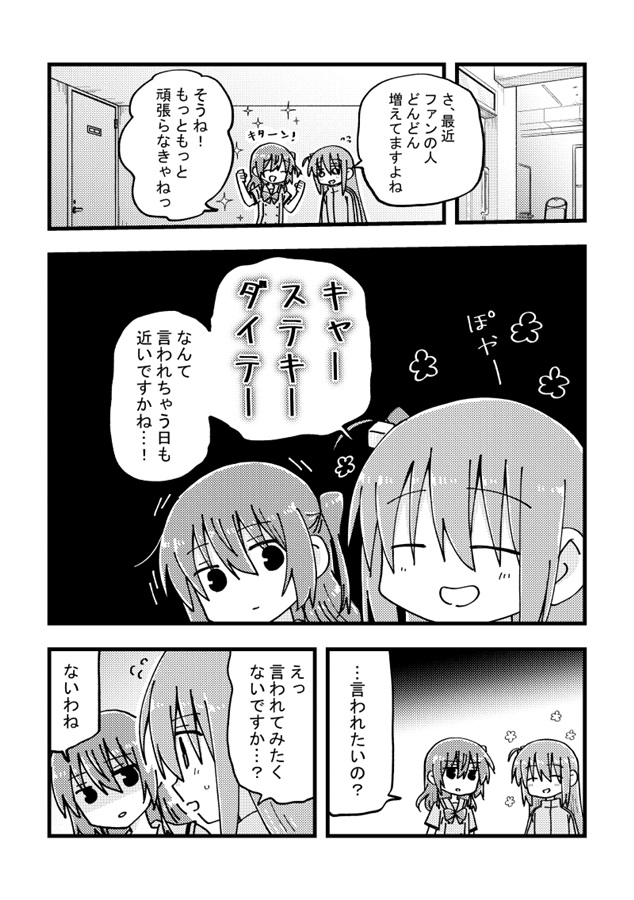 さ、最近
ファンの人
どんどん
増えてますよね
キターン!
そうね!
もっともっと
頑張らなきゃねっ
ぽやー
キャー
ステキー
ダイテー
なんて
言われちゃう日も
近いですかね…!
…言われたいの?
えっ
言われてみたく
ないですか…?
ないわね